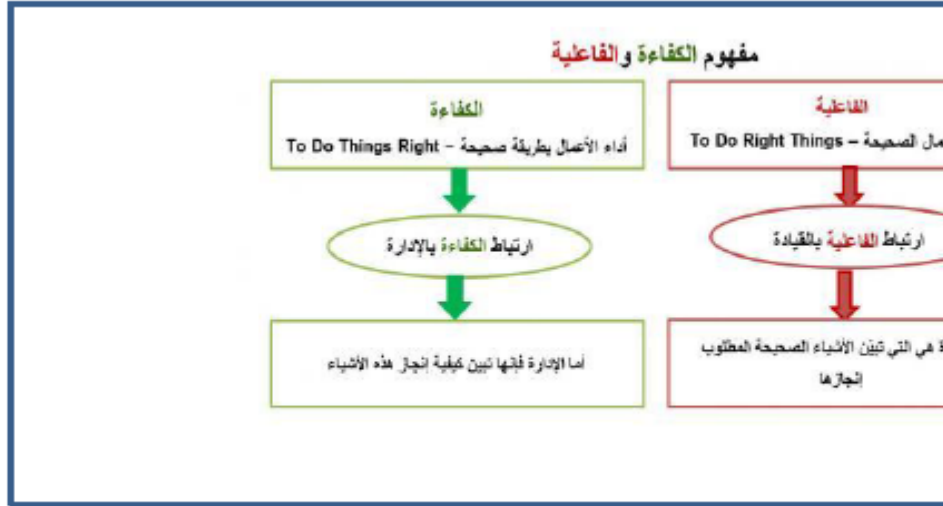 مفهوم الكفاءة والفاعلية
الفاعلية
الصحيحة – To Do Right Things
ارتباط الفاعلية بالقيادة
هي التي تبيّن الأشياء الصحيحة المطلوب
إنجازها
الكفاءة
أداء الأعمال بطريقة صحيحة – To Do Things Right
ارتباط الكفاءة بالإدارة
أما الإدارة فإنها تبين كيفية إنجاز هذه الأشياء